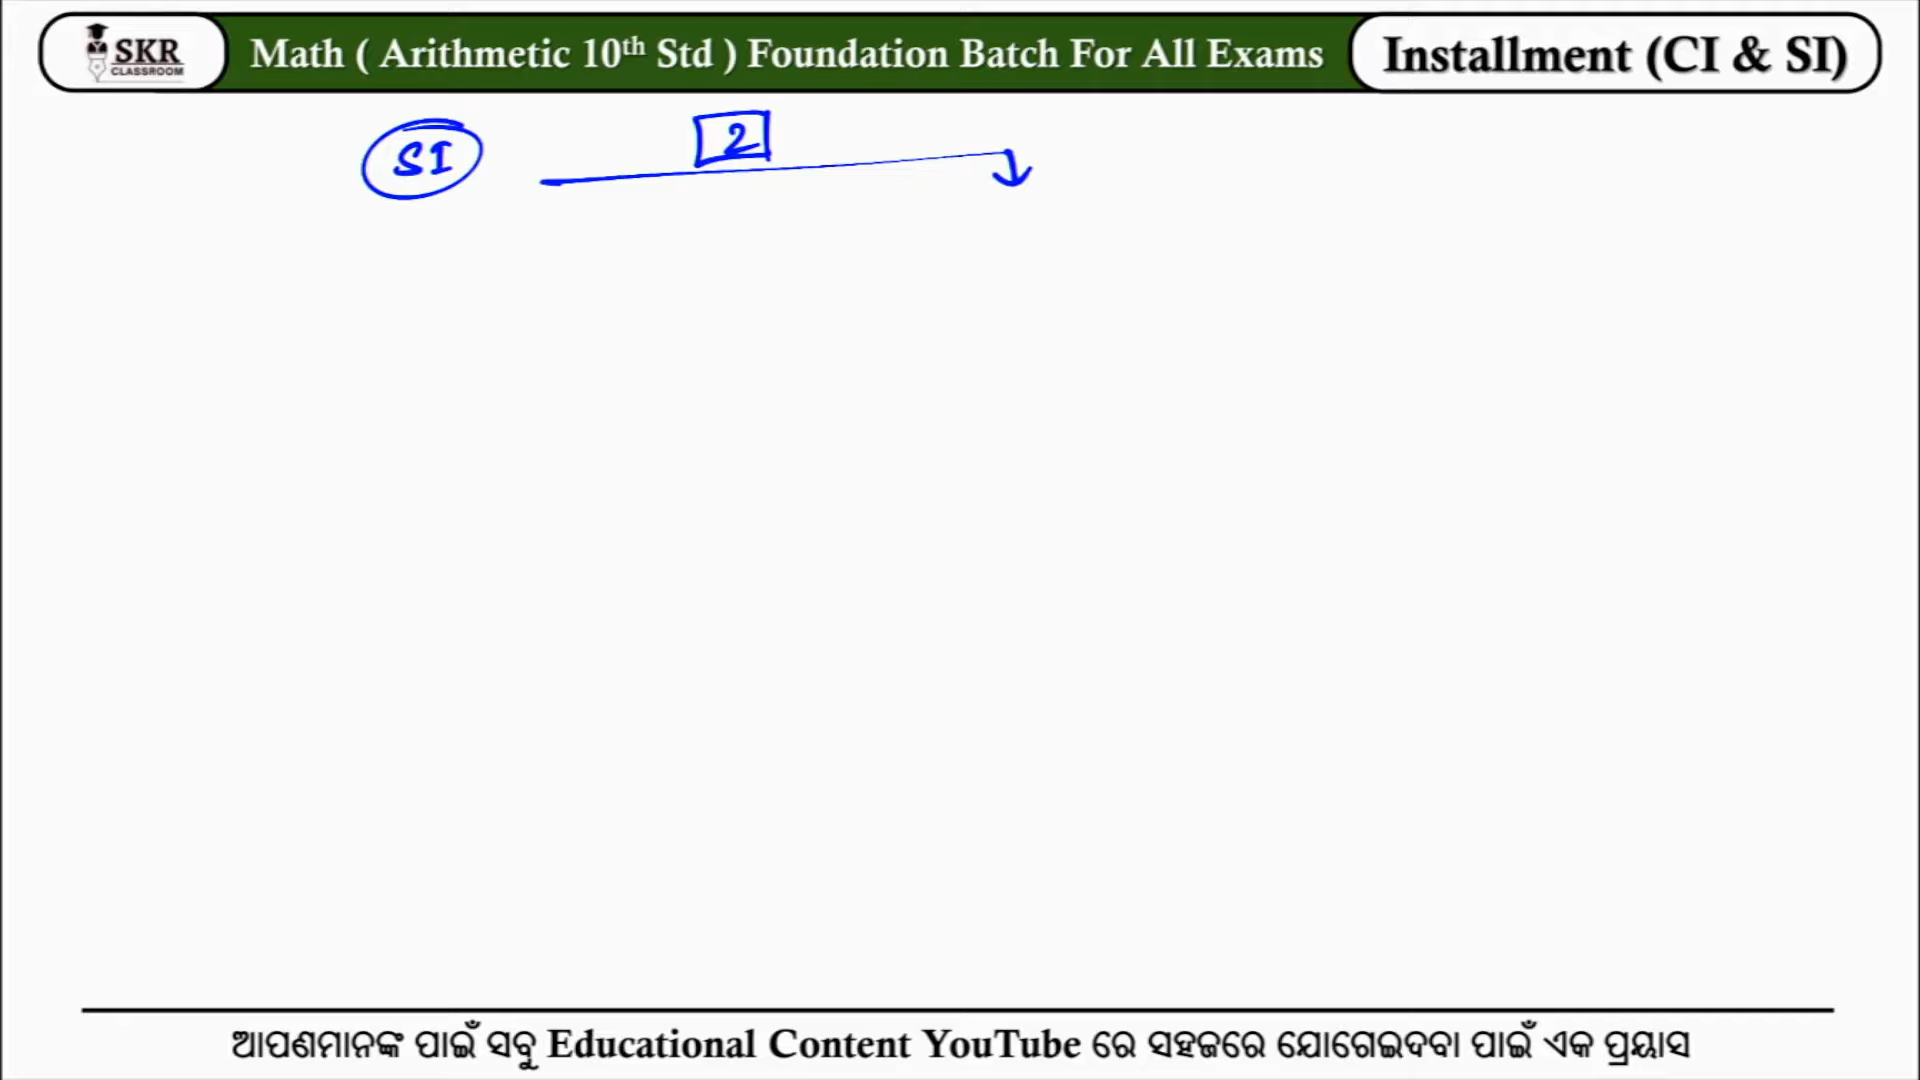 SKR
CLASSROOM
Math ( Arithmetic 10th Std ) Foundation Batch For All Exams
Installment (CI & SI)
SI
2
ଆପଣମାନଙ୍କ ପାଇଁ ସବୁ Educational Content YouTube ରେ ସହଜରେ ଯୋଗେଇଦବା ପାଇଁ ଏକ ପ୍ରୟାସ